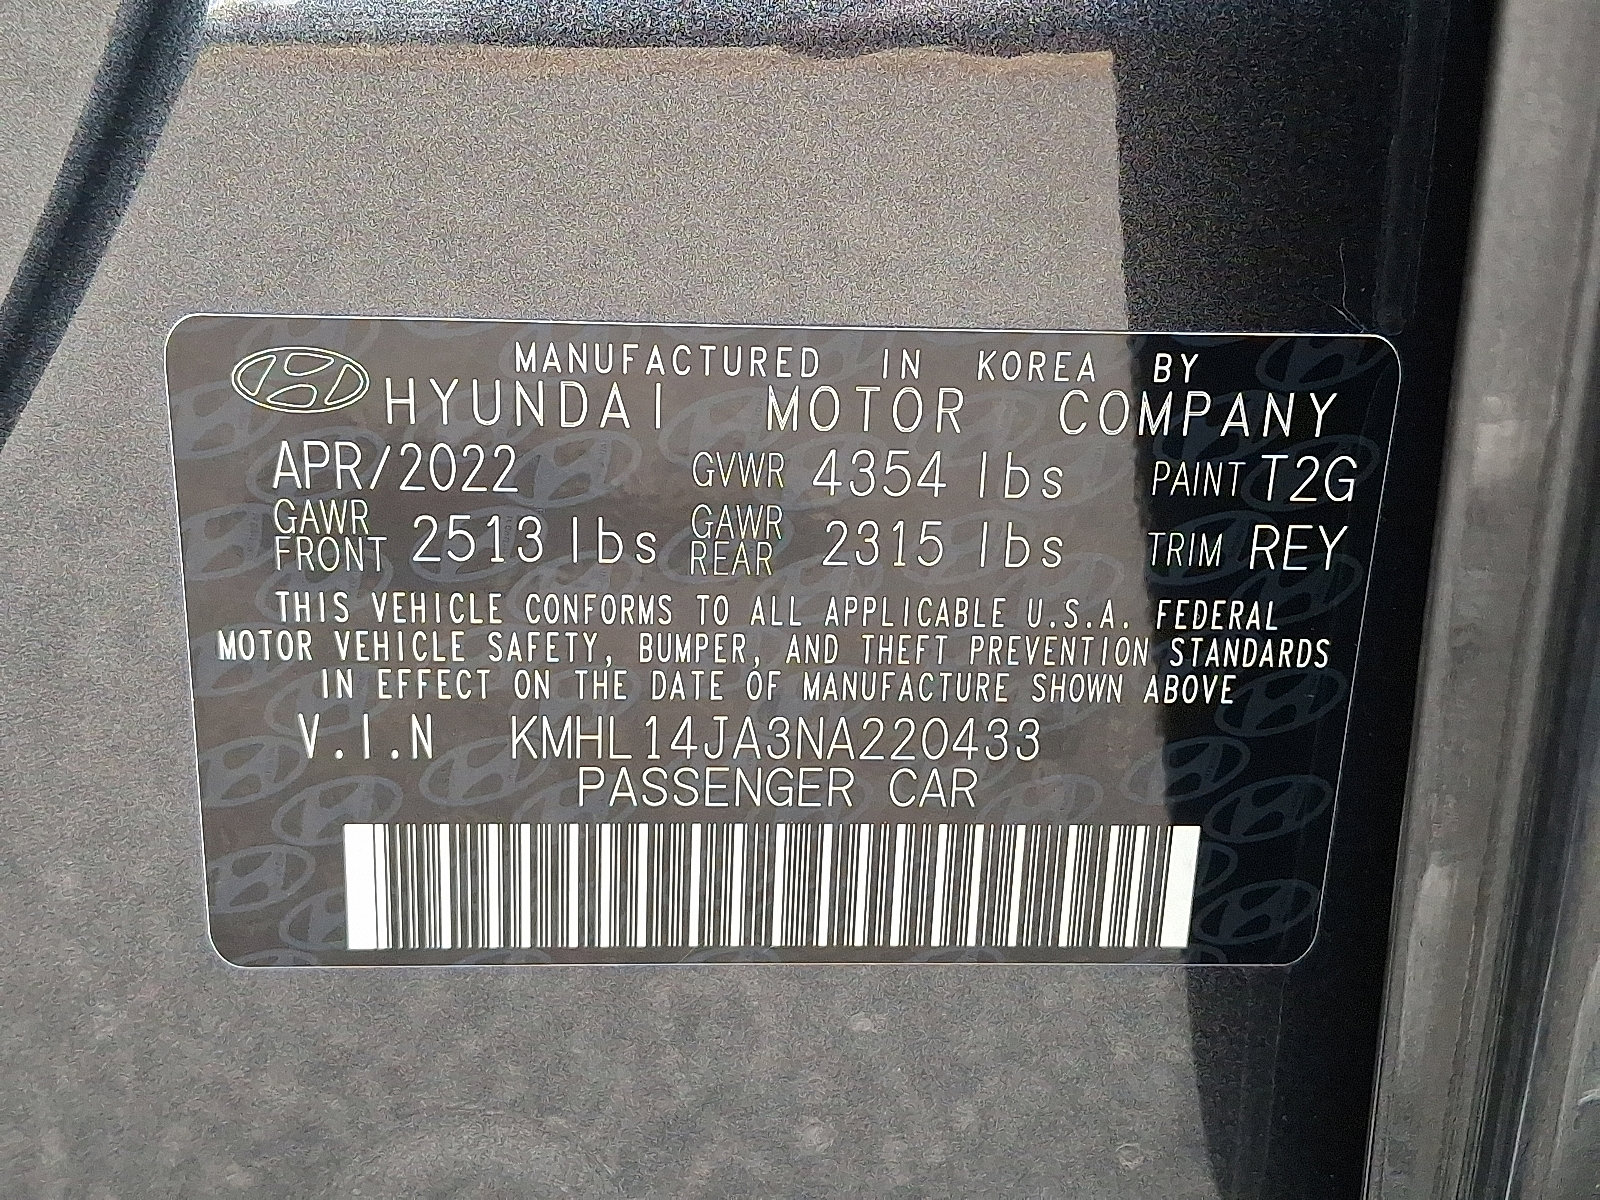 MANUFACTURED IN KOREA BY
HYUNDAI MOTOR COMPANY
APR/2022 GVWR 4354 lbs PAINT T2G
GAWR FRONT 2513 lbs GAWR REAR 2315 lbs TRIM REY
THIS VEHICLE CONFORMS TO ALL APPLICABLE U.S.A. FEDERAL
MOTOR VEHICLE SAFETY, BUMPER, AND THEFT PREVENTION STANDARDS
IN EFFECT ON THE DATE OF MANUFACTURE SHOWN ABOVE
V.I.N KMHL14JA3NA220433
PASSENGER CAR